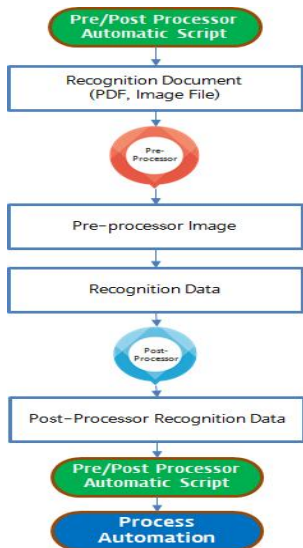 Pre/Post Processor
Automatic Script
Recognition Document
(PDF, Image File)
Pre-
Processor
Pre-processor Image
Recognition Data
Post-
Processor
Post-Processor Recognition Data
Pre/Post Processor
Automatic Script
Process
Automation